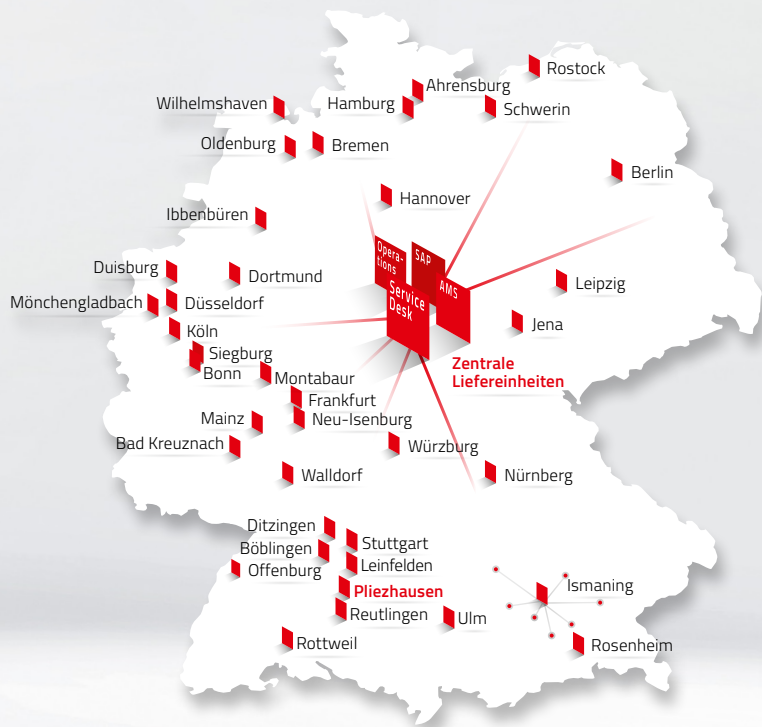 Rostock
Ahrensburg
Wilhelmshaven
Hamburg
Schwerin
Oldenburg
Bremen
Berlin
Hannover
Ibbenbüren
Opera-
tions
SAP
Duisburg
Dortmund
AMS
Leipzig
Service
Desk
Mönchengladbach
Düsseldorf
Jena
Köln
Siegburg
Bonn
Zentrale
Liefereinheiten
Montabaur
Frankfurt
Mainz
Neu-Isenburg
Bad Kreuznach
Würzburg
Walldorf
Nürnberg
Ditzingen
Stuttgart
Böblingen
Leinfelden
Offenburg
Ismaning
Pliezhausen
Reutlingen
Ulm
Rottweil
Rosenheim